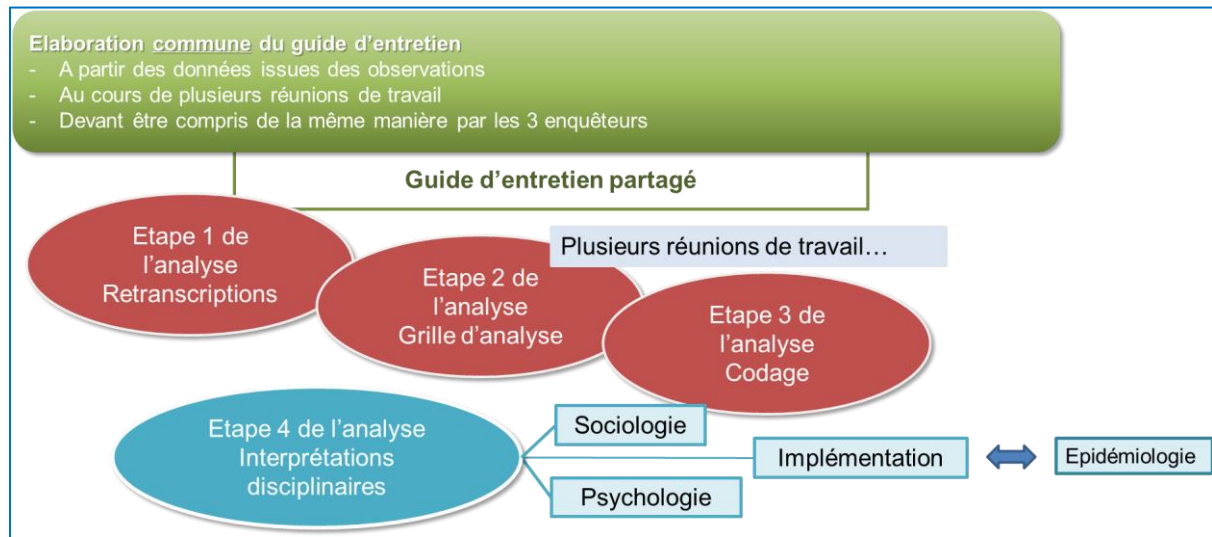 Elaboration commune du guide d'entretien
- A partir des données issues des observations
- Au cours de plusieurs réunions de travail
- Devant être compris de la même manière par les 3 enquêteurs
Guide d'entretien partagé
Etape 1 de
l'analyse
Retranscriptions
Plusieurs réunions de travail…
Etape 2 de
l'analyse
Grille d'analyse
Etape 3 de
l'analyse
Codage
Etape 4 de l'analyse
Interprétations
disciplinaires
Sociologie
Implémentation
Epidémiologie
Psychologie